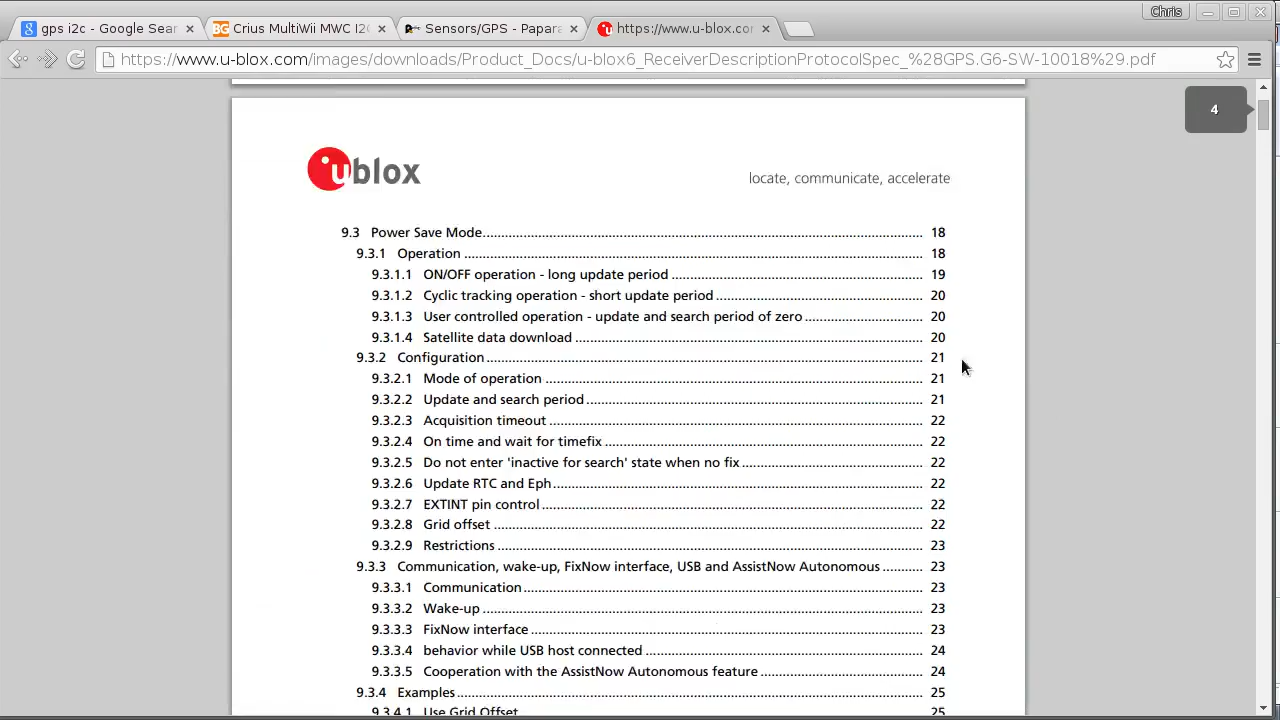 Chris
gps i2c - Google Sear
Crius MultiWii MWC I2C
Sensors/GPS - Papara
https://www.u-blox.cor
https://www.u-blox.com/images/downloads/Product_Docs/u-blox6_ReceiverDescriptionProtocolSpec_%28GPS.G6-SW-10018%29.pdf
4
ublox
locate, communicate, accelerate
9.3 Power Save Mode 18
9.3.1 Operation 18
9.3.1.1 ON/OFF operation - long update period 19
9.3.1.2 Cyclic tracking operation - short update period 20
9.3.1.3 User controlled operation - update and search period of zero 20
9.3.1.4 Satellite data download 20
9.3.2 Configuration 21
9.3.2.1 Mode of operation 21
9.3.2.2 Update and search period 21
9.3.2.3 Acquisition timeout 22
9.3.2.4 On time and wait for timefix 22
9.3.2.5 Do not enter 'inactive for search' state when no fix 22
9.3.2.6 Update RTC and Eph 22
9.3.2.7 EXTINT pin control 22
9.3.2.8 Grid offset 22
9.3.2.9 Restrictions 23
9.3.3 Communication, wake-up, FixNow interface, USB and AssistNow Autonomous 23
9.3.3.1 Communication 23
9.3.3.2 Wake-up 23
9.3.3.3 FixNow interface 23
9.3.3.4 behavior while USB host connected 24
9.3.3.5 Cooperation with the AssistNow Autonomous feature 24
9.3.4 Examples 25
9.3.4.1 Use Grid Offset 25